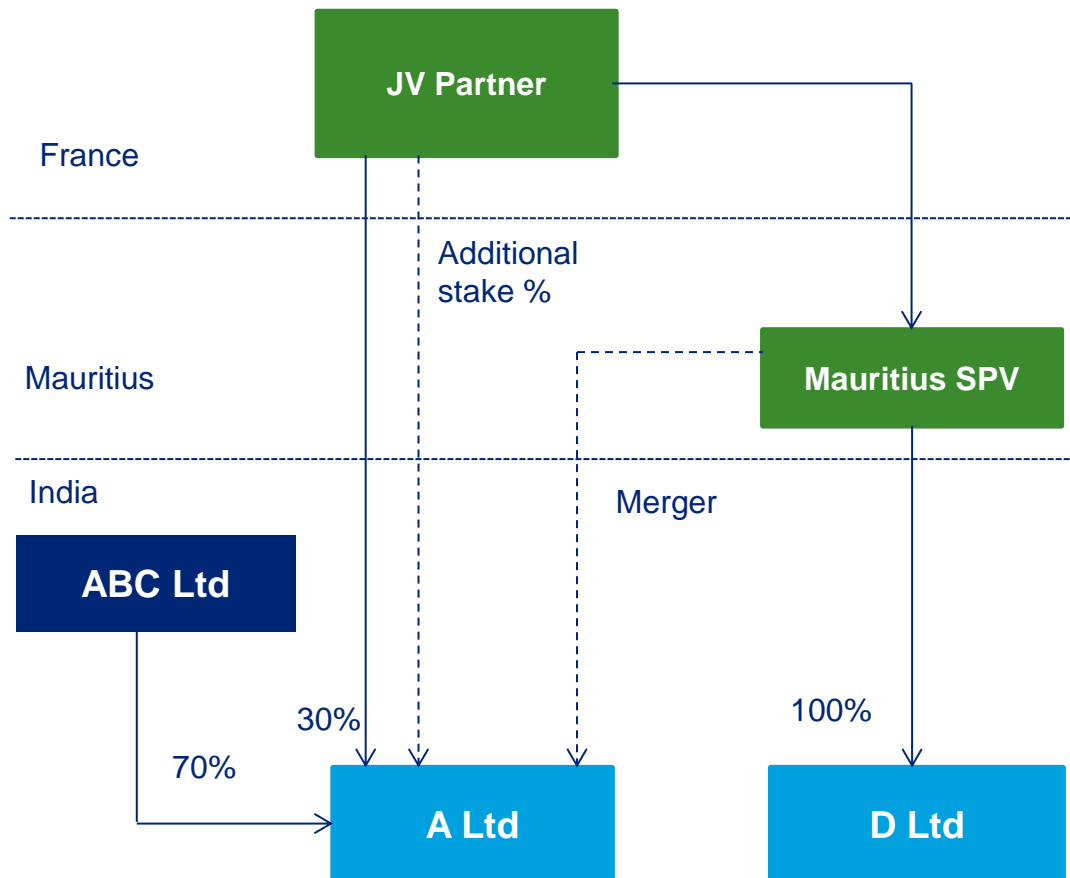 JV Partner
France
Additional
stake %
Mauritius
Mauritius SPV
India
Merger
ABC Ltd
30%
100%
70%
A Ltd
D Ltd